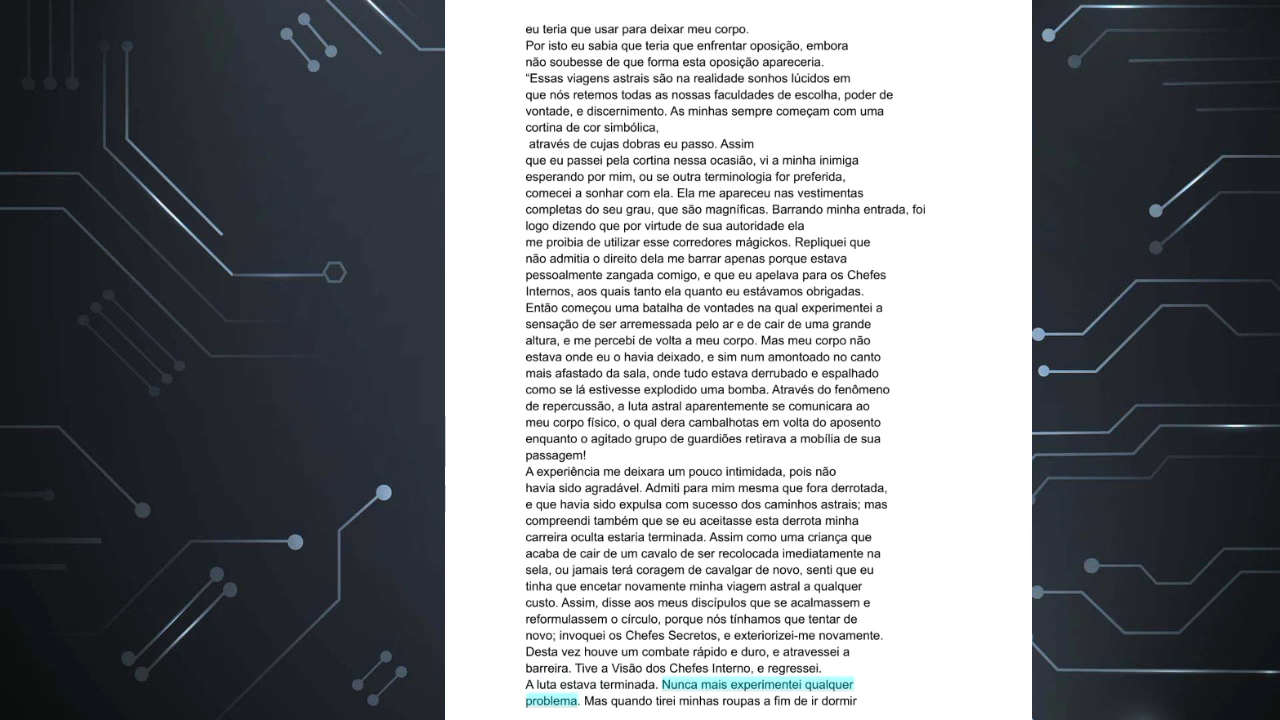 eu teria que usar para deixar meu corpo.
Por isto eu sabia que teria que enfrentar oposição, embora
não soubesse de que forma esta oposição apareceria.
“Essas viagens astrais são na realidade sonhos lúcidos em
que nós retemos todas as nossas faculdades de escolha, poder de
vontade, e discernimento. As minhas sempre começam com uma
cortina de cor simbólica,
através de cujas dobras eu passo. Assim
que eu passei pela cortina nessa ocasião, vi a minha inimiga
esperando por mim, ou se outra terminologia for preferida,
comecei a sonhar com ela. Ela me apareceu nas vestimentas
completas do seu grau, que são magníficas. Barrando minha entrada, foi
logo dizendo que por virtude de sua autoridade ela
me proibia de utilizar esse corredores mágickos. Repliquei que
não admitia o direito dela me barrar apenas porque estava
pessoalmente zangada comigo, e que eu apelava para os Chefes
Internos, aos quais tanto ela quanto eu estávamos obrigadas.
Então começou uma batalha de vontades na qual experimentei a
sensação de ser arremessada pelo ar e de cair de uma grande
altura, e me percebi de volta a meu corpo. Mas meu corpo não
estava onde eu o havia deixado, e sim num amontoado no canto
mais afastado da sala, onde tudo estava derrubado e espalhado
como se lá estivesse explodido uma bomba. Através do fenômeno
de repercussão, a luta astral aparentemente se comunicara ao
meu corpo físico, o qual dera cambalhotas em volta do aposento
enquanto o agitado grupo de guardiões retirava a mobília de sua
passagem!
A experiência me deixara um pouco intimidada, pois não
havia sido agradável. Admiti para mim mesma que fora derrotada,
e que havia sido expulsa com sucesso dos caminhos astrais; mas
compreendi também que se eu aceitasse esta derrota minha
carreira oculta estaria terminada. Assim como uma criança que
acaba de cair de um cavalo de ser recolocada imediatamente na
sela, ou jamais terá coragem de cavalgar de novo, senti que eu
tinha que encetar novamente minha viagem astral a qualquer
custo. Assim, disse aos meus discípulos que se acalmassem e
reformulassem o círculo, porque nós tínhamos que tentar de
novo; invoquei os Chefes Secretos, e exteriorizei-me novamente.
Desta vez houve um combate rápido e duro, e atravessei a
barreira. Tive a Visão dos Chefes Interno, e regressei.
A luta estava terminada. Nunca mais experimentei qualquer
problema. Mas quando tirei minhas roupas a fim de ir dormir